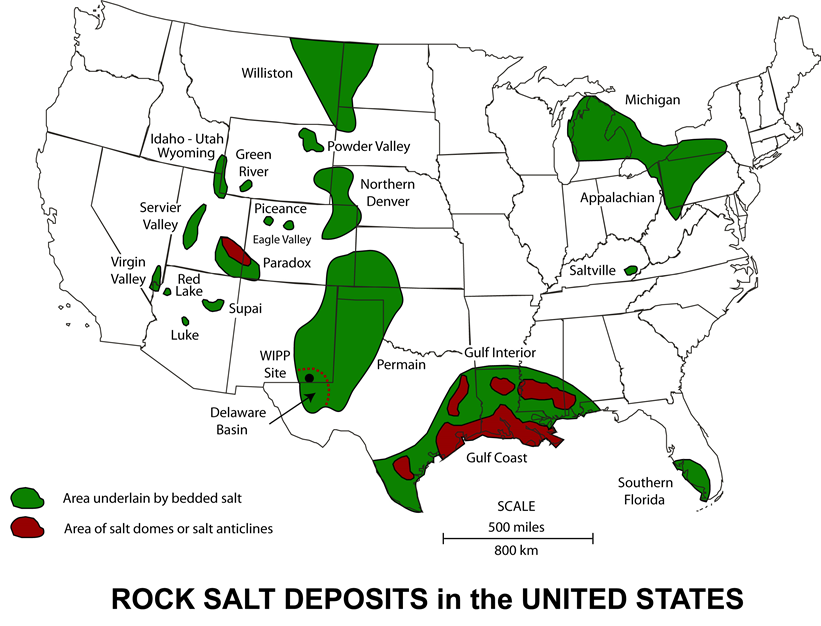 Williston
Michigan
Idaho - Utah
Wyoming
Green
River
Powder Valley
Northern
Denver
Appalachian
Servier
Valley
Piceance
Eagle Valley
Paradox
Virgin
Valley
Red
Lake
Supai
Luke
Saltville
WIPP
Site
Permain
Gulf Interior
Delaware
Basin
Gulf Coast
Southern
Florida
Area underlain by bedded salt
Area of salt domes or salt anticlines
SCALE
500 miles
800 km
ROCK SALT DEPOSITS in the UNITED STATES